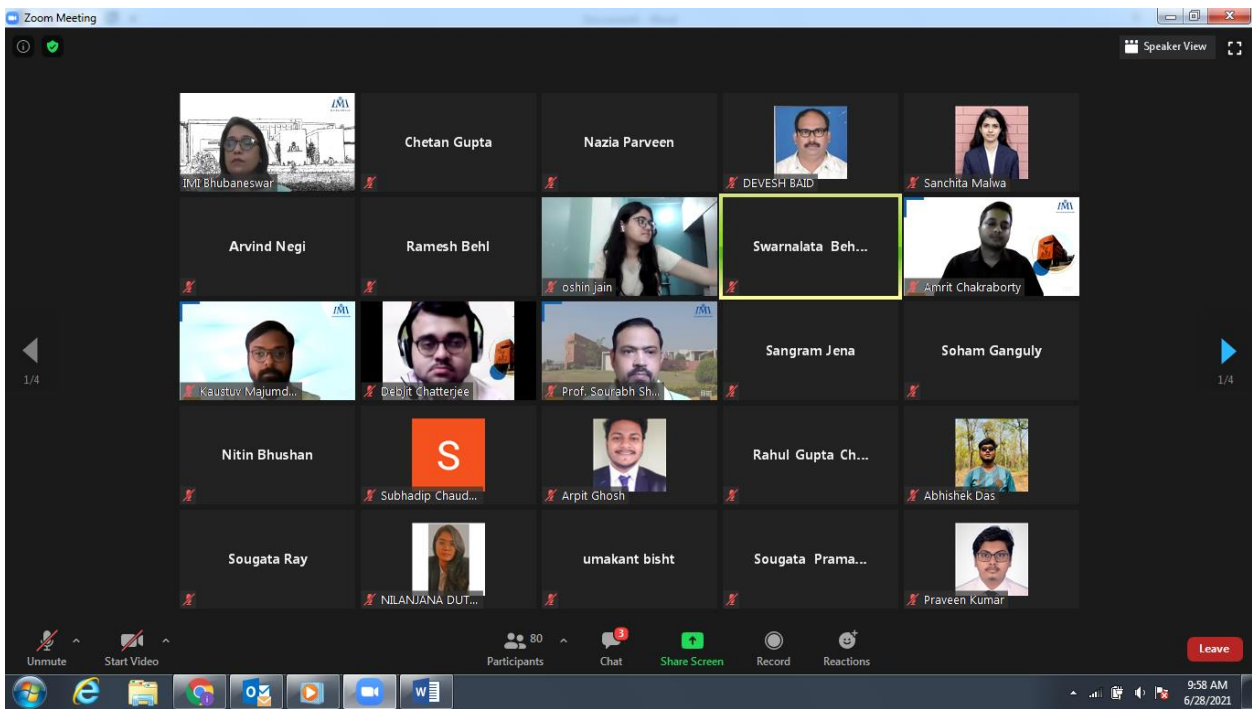 Zoom Meeting
Speaker View
IMI
IMI Bhubaneswar
Chetan Gupta
Nazia Parveen
DEVESH BAID
Sanchita Malwa
Arvind Negi
Ramesh Behl
oshin jain
Swarnalata Beh...
IMI
Amrit Chakraborty
IMI
Kaustuv Majumd...
Debjit Chatterjee
IMI
Prof. Sourabh Sh...
Sangram Jena
Soham Ganguly
1/4
1/4
Nitin Bhushan
S
Subhadip Chaud...
Arpit Ghosh
Rahul Gupta Ch...
Abhishek Das
Sougata Ray
NILANJANA DUT...
umakant bisht
Sougata Prama...
Praveen Kumar
Unmute
Start Video
80
Participants
3
Chat
Share Screen
Record
Reactions
Leave
9:58 AM
6/28/2021